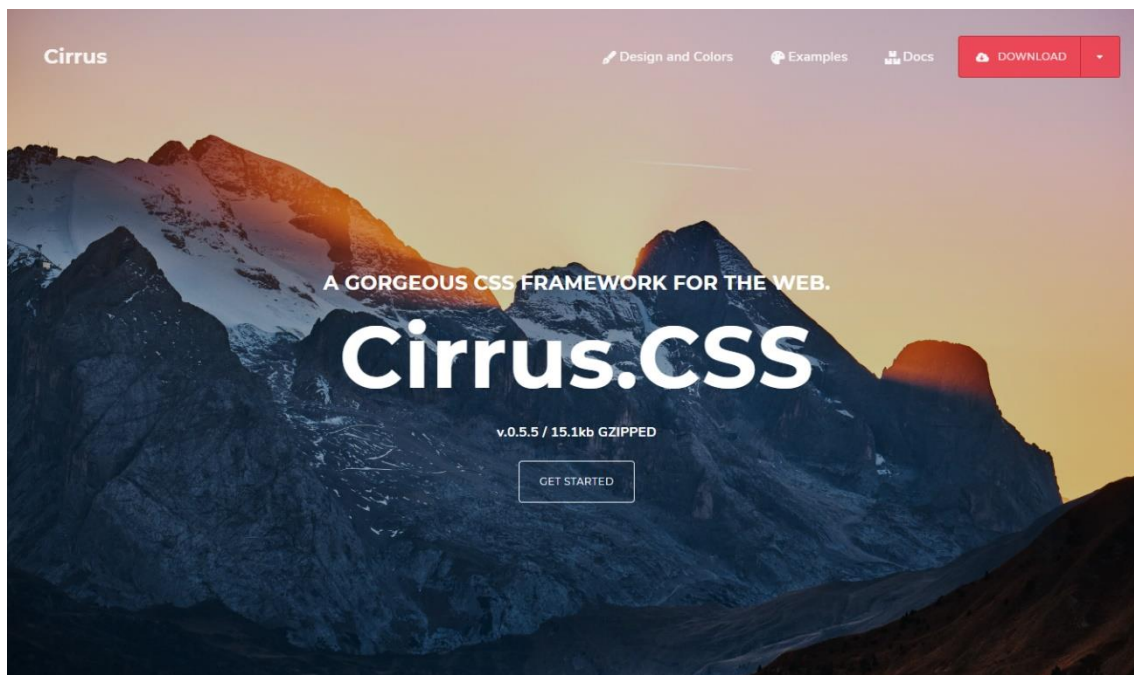 Cirrus
Design and Colors
Examples
Docs
DOWNLOAD
A GORGEOUS CSS FRAMEWORK FOR THE WEB.
Cirrus.CSS
v.0.5.5 / 15.1kb GZIPPED
GET STARTED